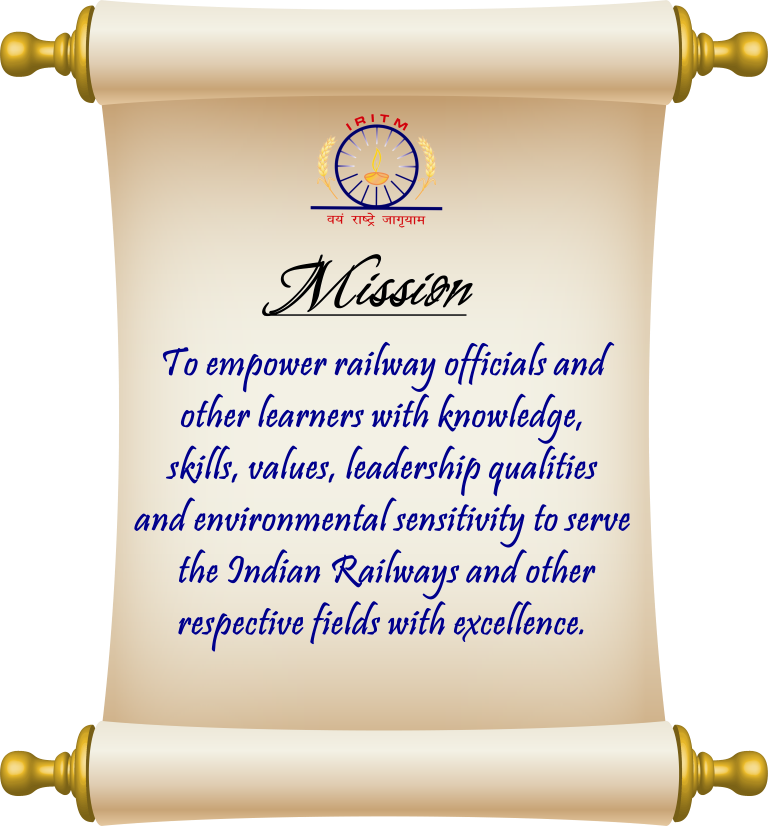 IRITM
वयं राष्ट्रे जागृयाम
Mission
To empower railway officials and
other learners with knowledge,
skills, values, leadership qualities
and environmental sensitivity to serve
the Indian Railways and other
respective fields with excellence.